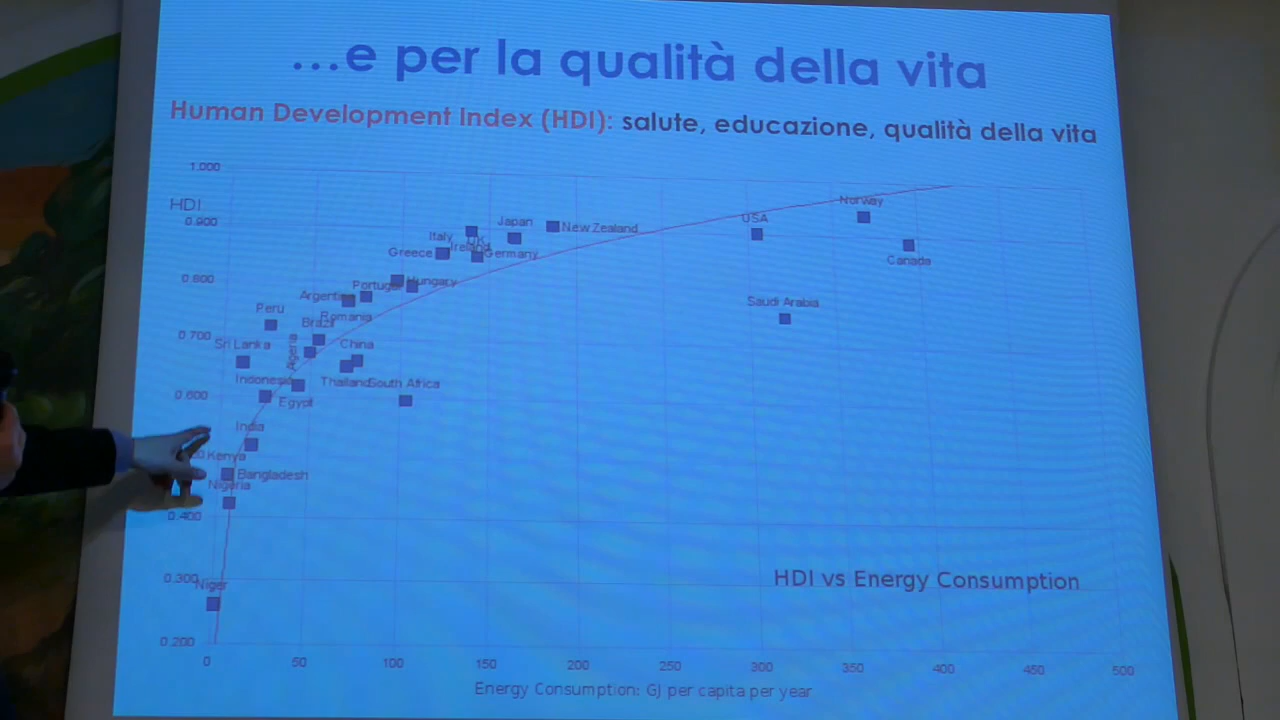 ...e per la qualità della vita
Human Development Index (HDI): salute, educazione, qualità della vita
1.000
HDI
0.900
0.800
0.700
0.600
0.400
0.300
0.200
Norway
USA
Canada
Saudi Arabia
Japan
New Zealand
Italy
UK
Ireland
Greece
Germany
Portugal
Hungary
Argentina
Romania
Peru
Brazil
Sri Lanka
Algeria
China
Indonesia
Thailand
South Africa
Egypt
India
Kenya
Bangladesh
Nigeria
Niger
HDI vs Energy Consumption
0 50 100 150 200 250 300 350 400 450 500
Energy Consumption: GJ per capita per year